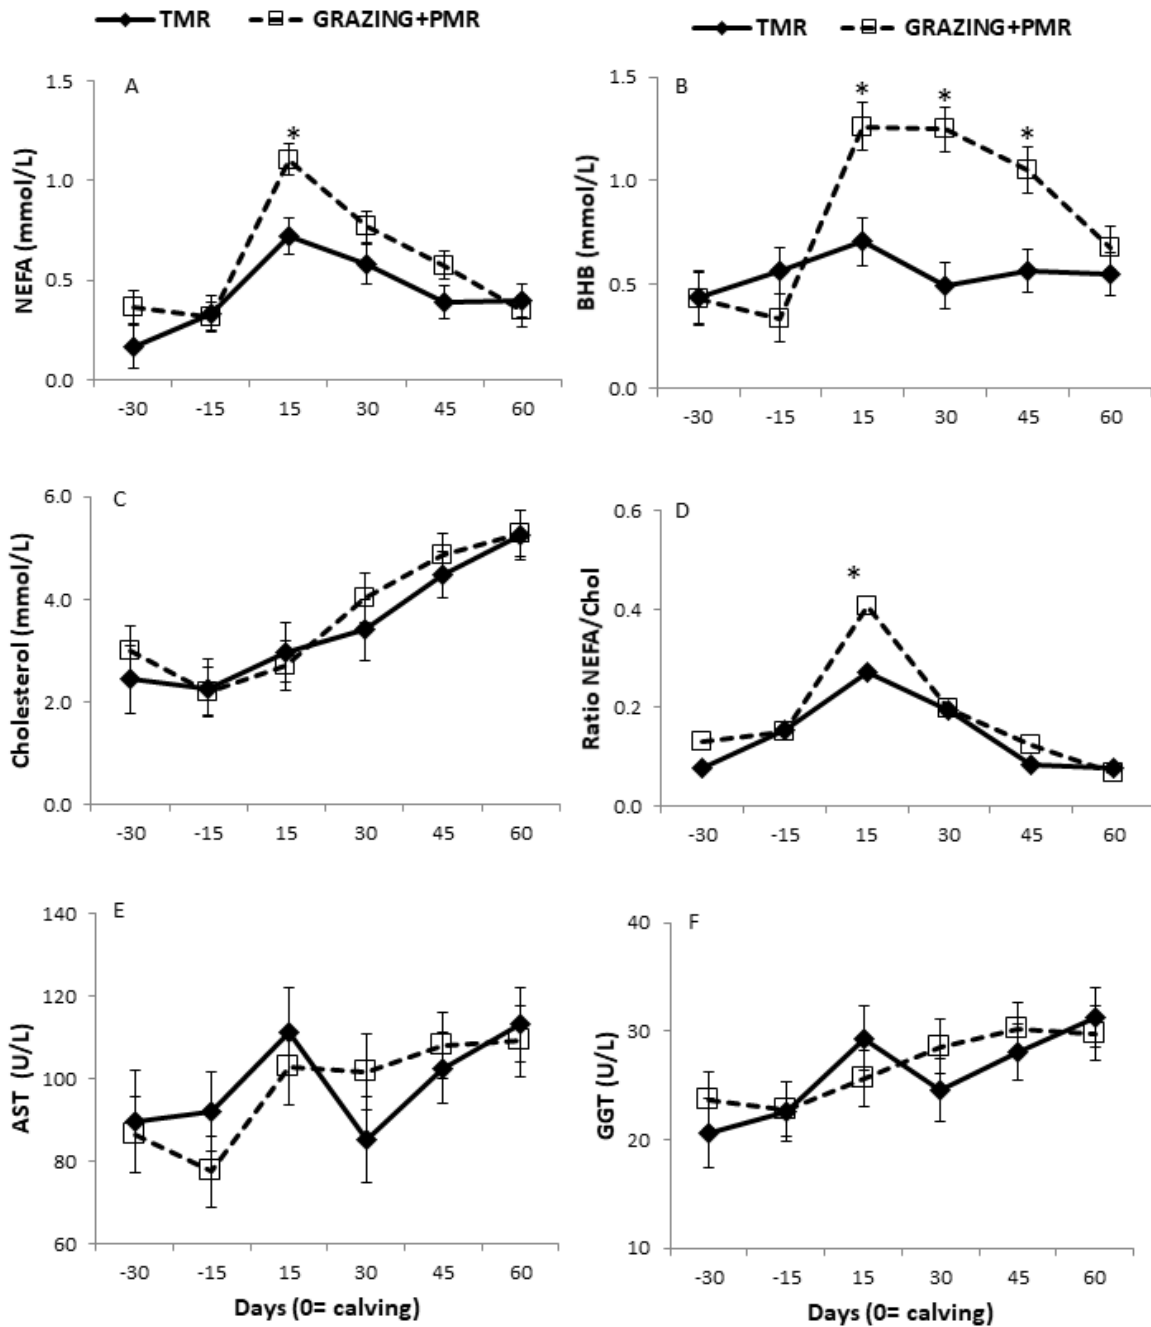 TMR GRAZING+PMR
TMR GRAZING+PMR
A
NEFA (mmol/L)
1.5
1.0
0.5
0.0
-30 -15 15 30 45 60
*
B
BHB (mmol/L)
1.5
1.0
0.5
0.0
-30 -15 15 30 45 60
* * *
C
Cholesterol (mmol/L)
6.0
4.0
2.0
0.0
-30 -15 15 30 45 60
D
Ratio NEFA/Chol
0.6
0.4
0.2
0.0
-30 -15 15 30 45 60
*
E
AST (U/L)
140
120
100
80
60
-30 -15 15 30 45 60
Days (0= calving)
F
GGT (U/L)
40
30
20
10
-30 -15 15 30 45 60
Days (0= calving)